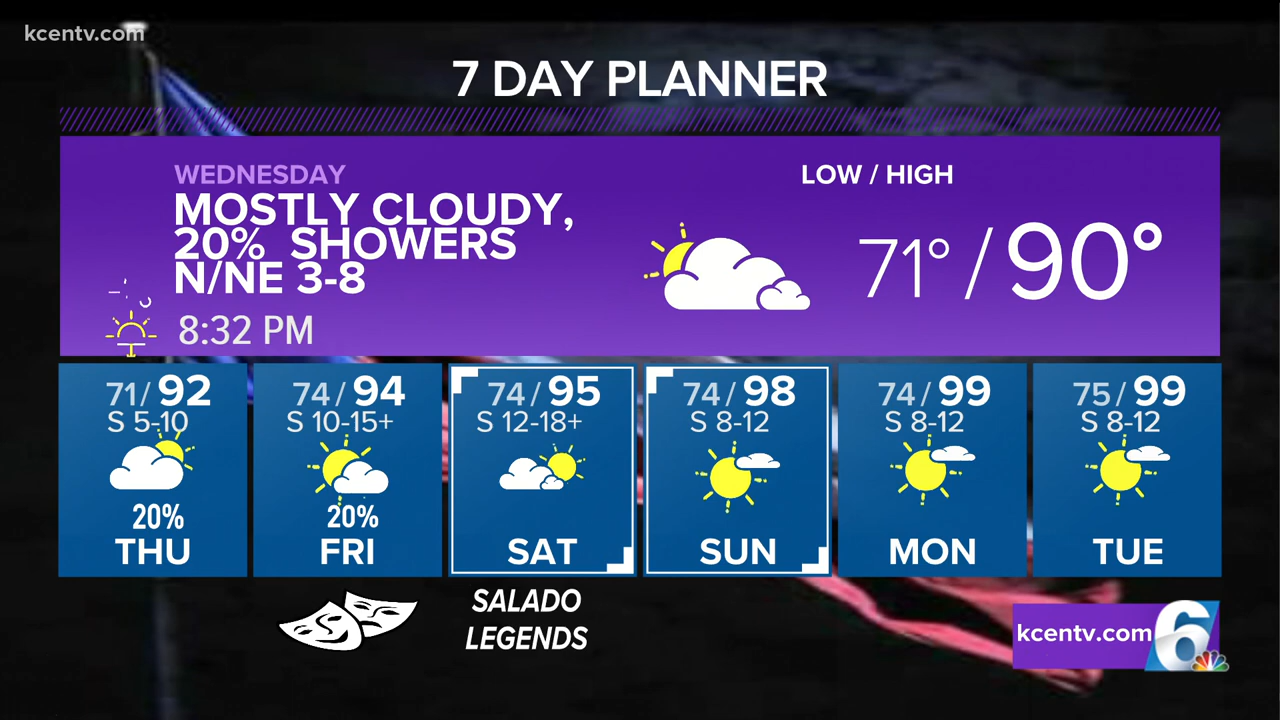 kcentv.com
7 DAY PLANNER
WEDNESDAY
MOSTLY CLOUDY,
20% SHOWERS
N/NE 3-8
8:32 PM
LOW / HIGH
71° / 90°
71 / 92
S 5-10
20%
THU
74 / 94
S 10-15+
20%
FRI
74 / 95
S 12-18+
SAT
74 / 98
S 8-12
SUN
74 / 99
S 8-12
MON
75 / 99
S 8-12
TUE
SALADO
LEGENDS
kcentv.com 6